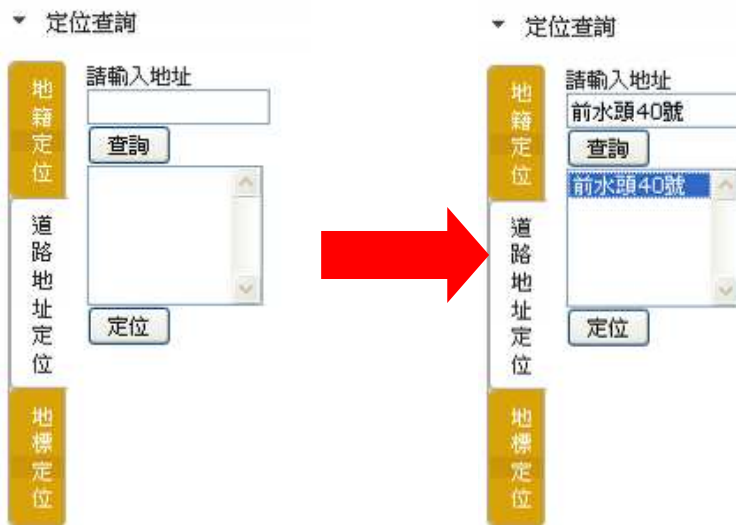 定位查詢
地籍定位
道路地址定位
地標定位
請輸入地址
查詢
定位
定位查詢
地籍定位
道路地址定位
地標定位
請輸入地址
前水頭40號
查詢
前水頭40號
定位